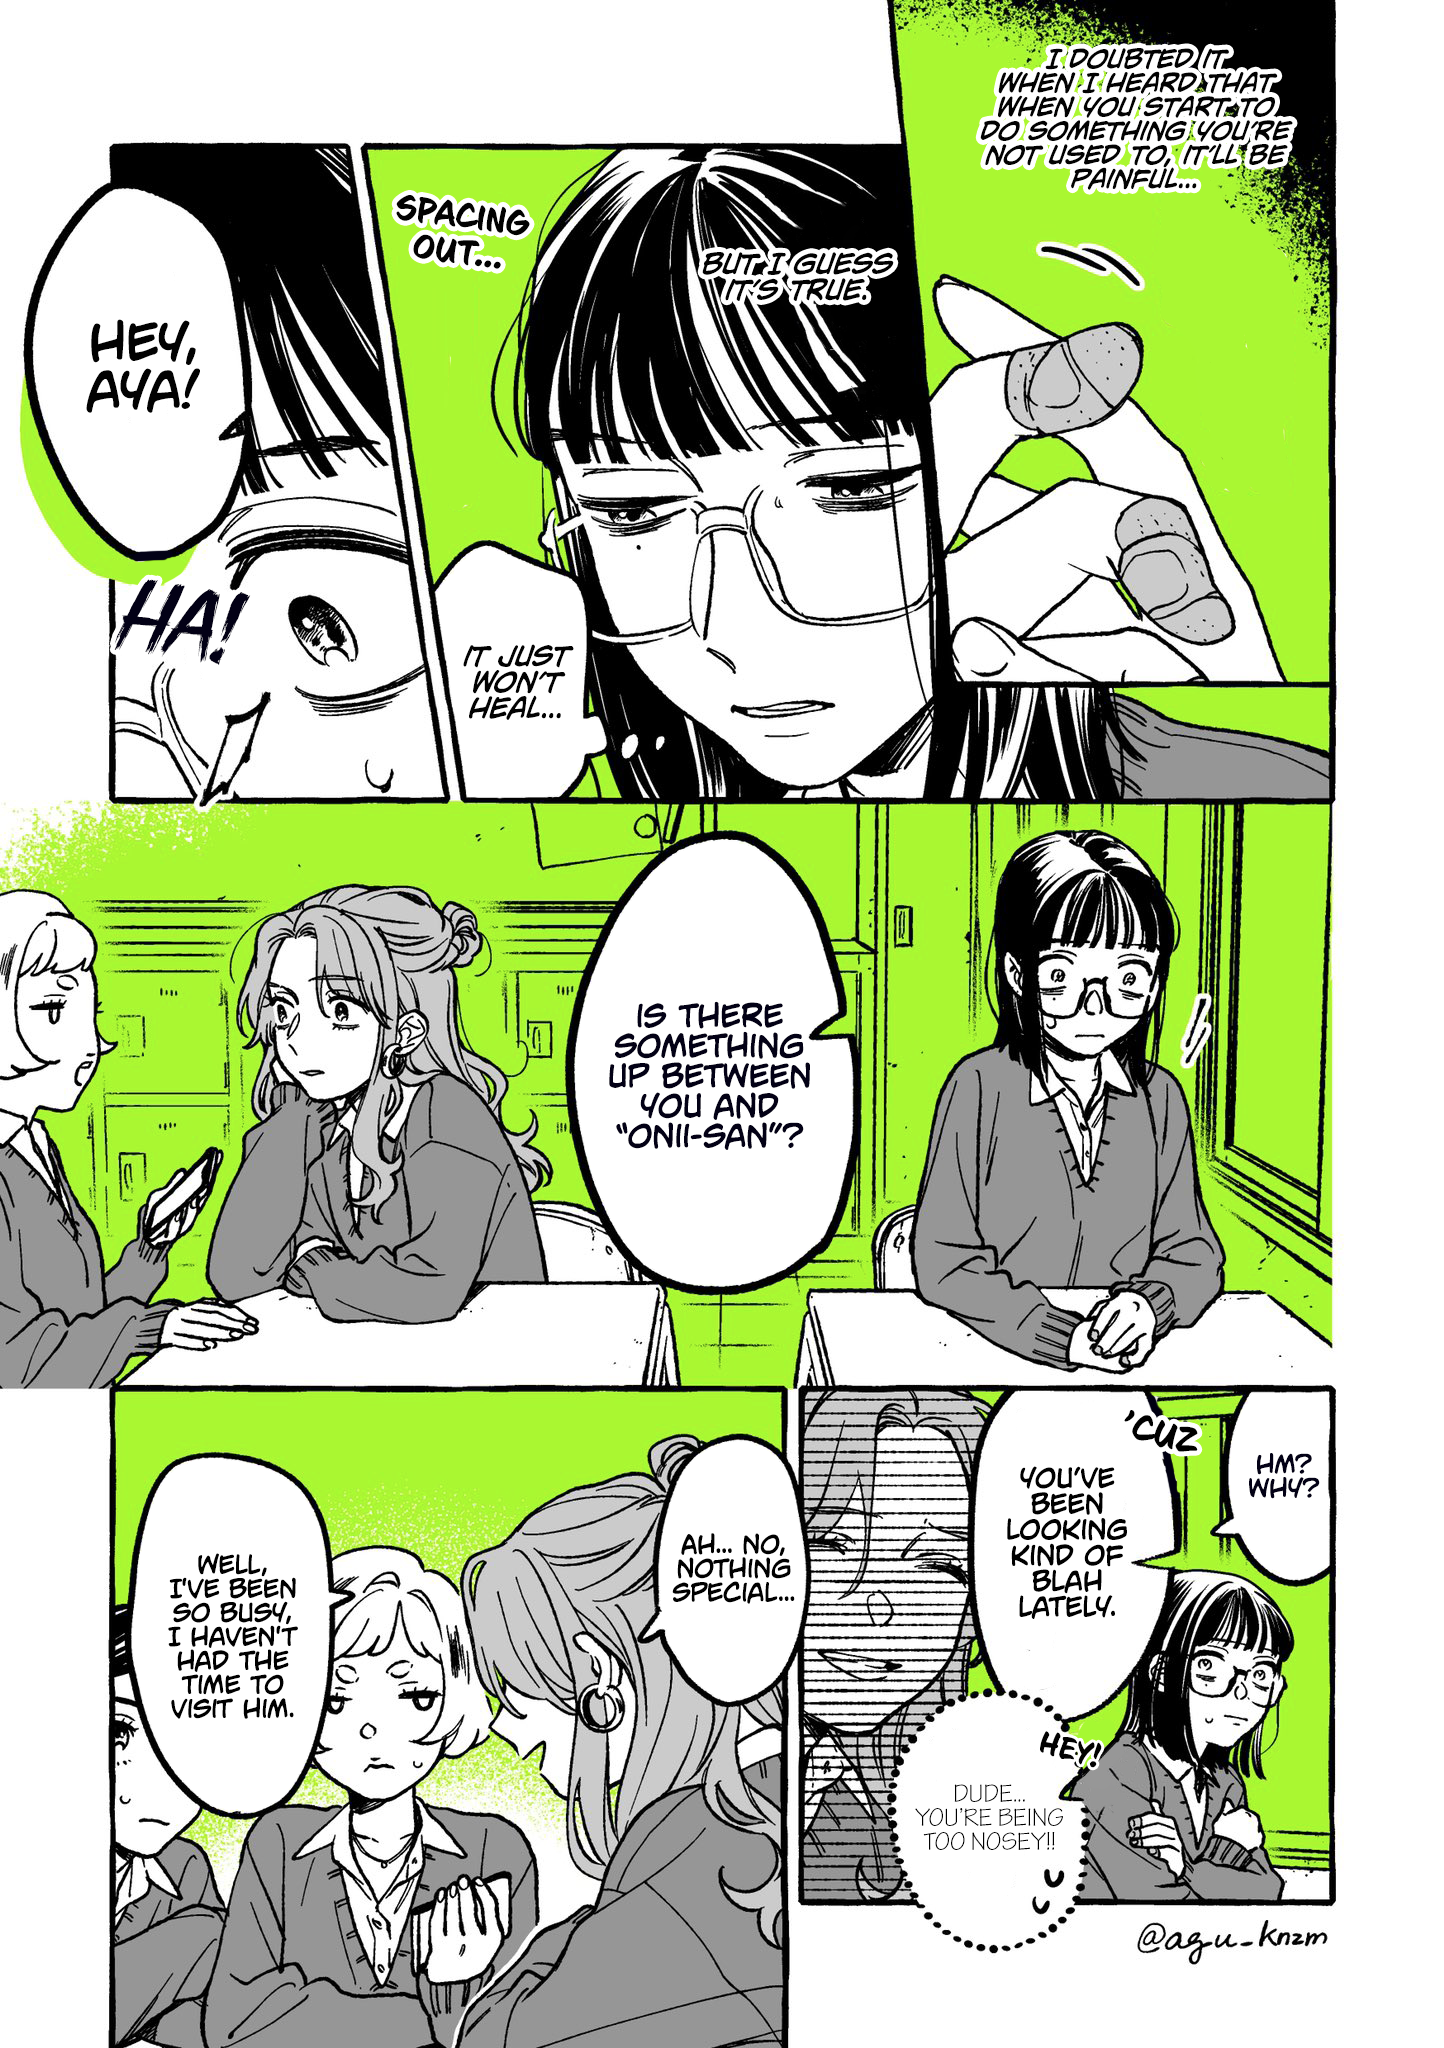 I DOUBTED IT
WHEN I HEARD THAT
WHEN YOU START TO
DO SOMETHING YOU'RE
NOT USED TO, IT'LL BE
PAINFUL...
BUT I GUESS
IT'S TRUE.
SPACING
OUT...
IT JUST
WON'T
HEAL...
HEY,
AYA!
HA!
IS THERE
SOMETHING
UP BETWEEN
YOU AND
"ONII-SAN"?
HM?
WHY?
'CUZ
YOU'VE
BEEN
LOOKING
KIND OF
BLAH
LATELY.
HEY!
DUDE...
YOU'RE BEING
TOO NOSEY!!
AH... NO,
NOTHING
SPECIAL...
WELL,
I'VE BEEN
SO BUSY,
I HAVEN'T
HAD THE
TIME TO
VISIT HIM.
@agu_knzm